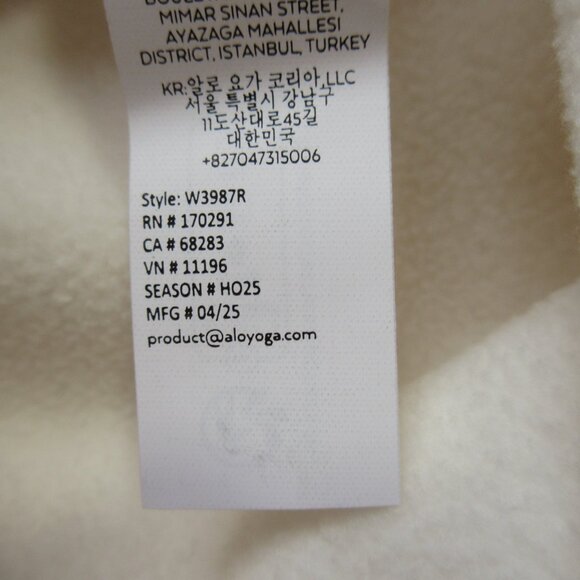 MIMAR SINAN STREET,
AYAZAGA MAHALLESI
DISTRICT, ISTANBUL, TURKEY
KR:알로 요가 코리아,LLC
서울 특별시 강남구
11도산대로45길
대한민국
+827047315006
Style: W3987R
RN # 170291
CA # 68283
VN # 11196
SEASON # HO25
MFG # 04/25
product@aloyoga.com